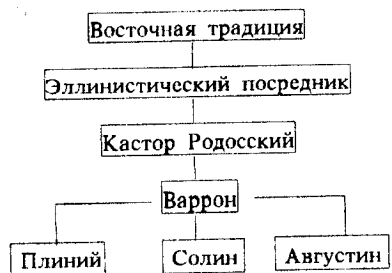 Восточная традиция
Эллинистический посредник
Кастор Родосский
Варрон
Плиний Солин Августин